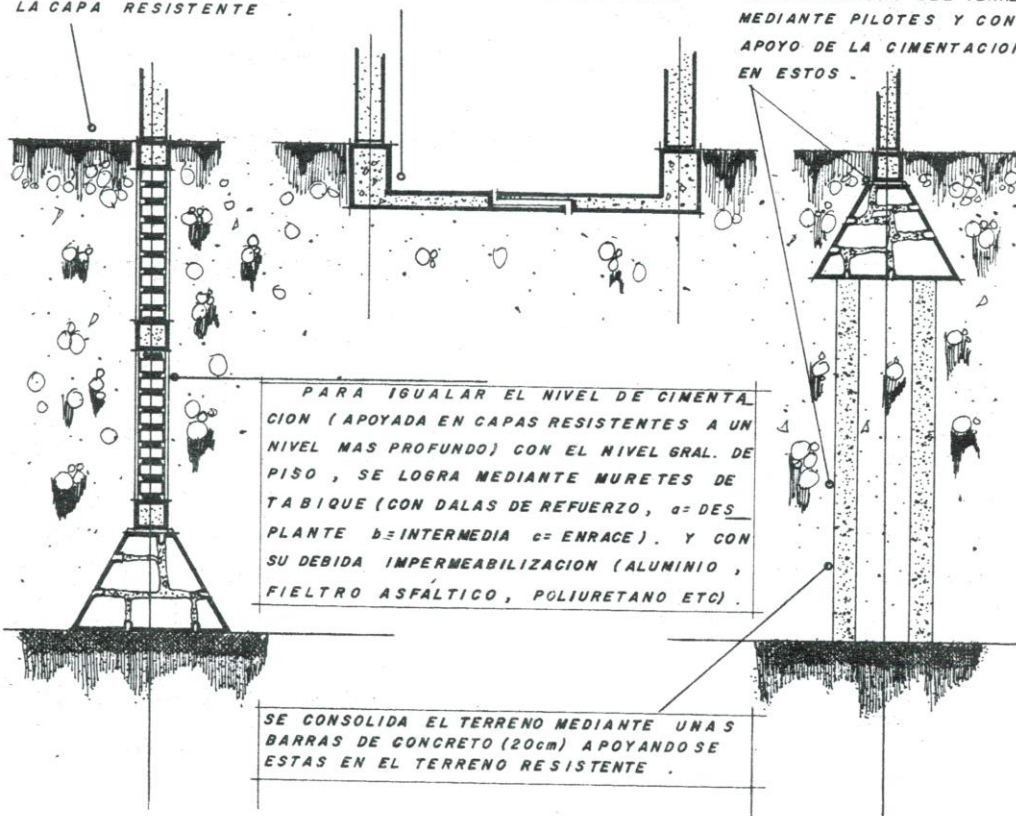 LA CAPA RESISTENTE .
MEDIANTE PILOTES Y CON
APOYO DE LA CIMENTACION
EN ESTOS .
PARA IGUALAR EL NIVEL DE CIMENTA_
CION (APOYADA EN CAPAS RESISTENTES A UN
NIVEL MAS PROFUNDO) CON EL NIVEL GRAL. DE
PISO , SE LOGRA MEDIANTE MURETES DE
TABIQUE (CON DALAS DE REFUERZO, a= DES_
PLANTE b= INTERMEDIA c= ENRACE). Y CON
SU DEBIDA IMPERMEABILIZACION (ALUMINIO ,
FIELTRO ASFÁLTICO , POLIURETANO ETC) .
SE CONSOLIDA EL TERRENO MEDIANTE UNAS
BARRAS DE CONCRETO (20cm) APOYANDOSE
ESTAS EN EL TERRENO RESISTENTE .